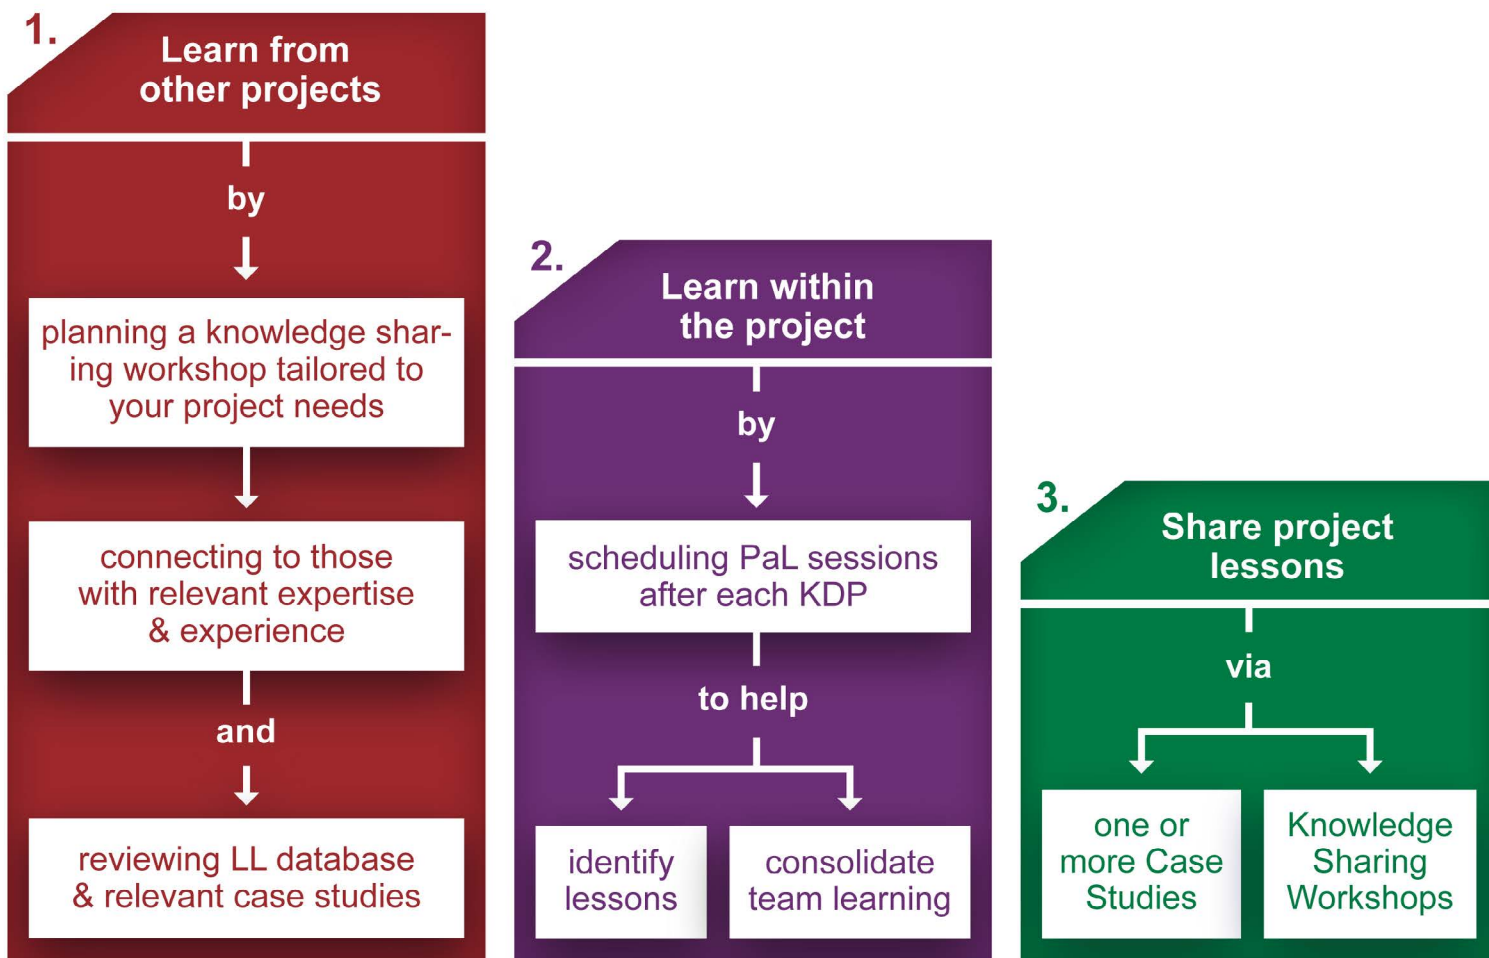 1.
Learn from
other projects
by
planning a knowledge shar-
ing workshop tailored to
your project needs
connecting to those
with relevant expertise
& experience
and
reviewing LL database
& relevant case studies
2.
Learn within
the project
by
scheduling PaL sessions
after each KDP
to help
identify
lessons
consolidate
team learning
3.
Share project
lessons
via
one or
more Case
Studies
Knowledge
Sharing
Workshops